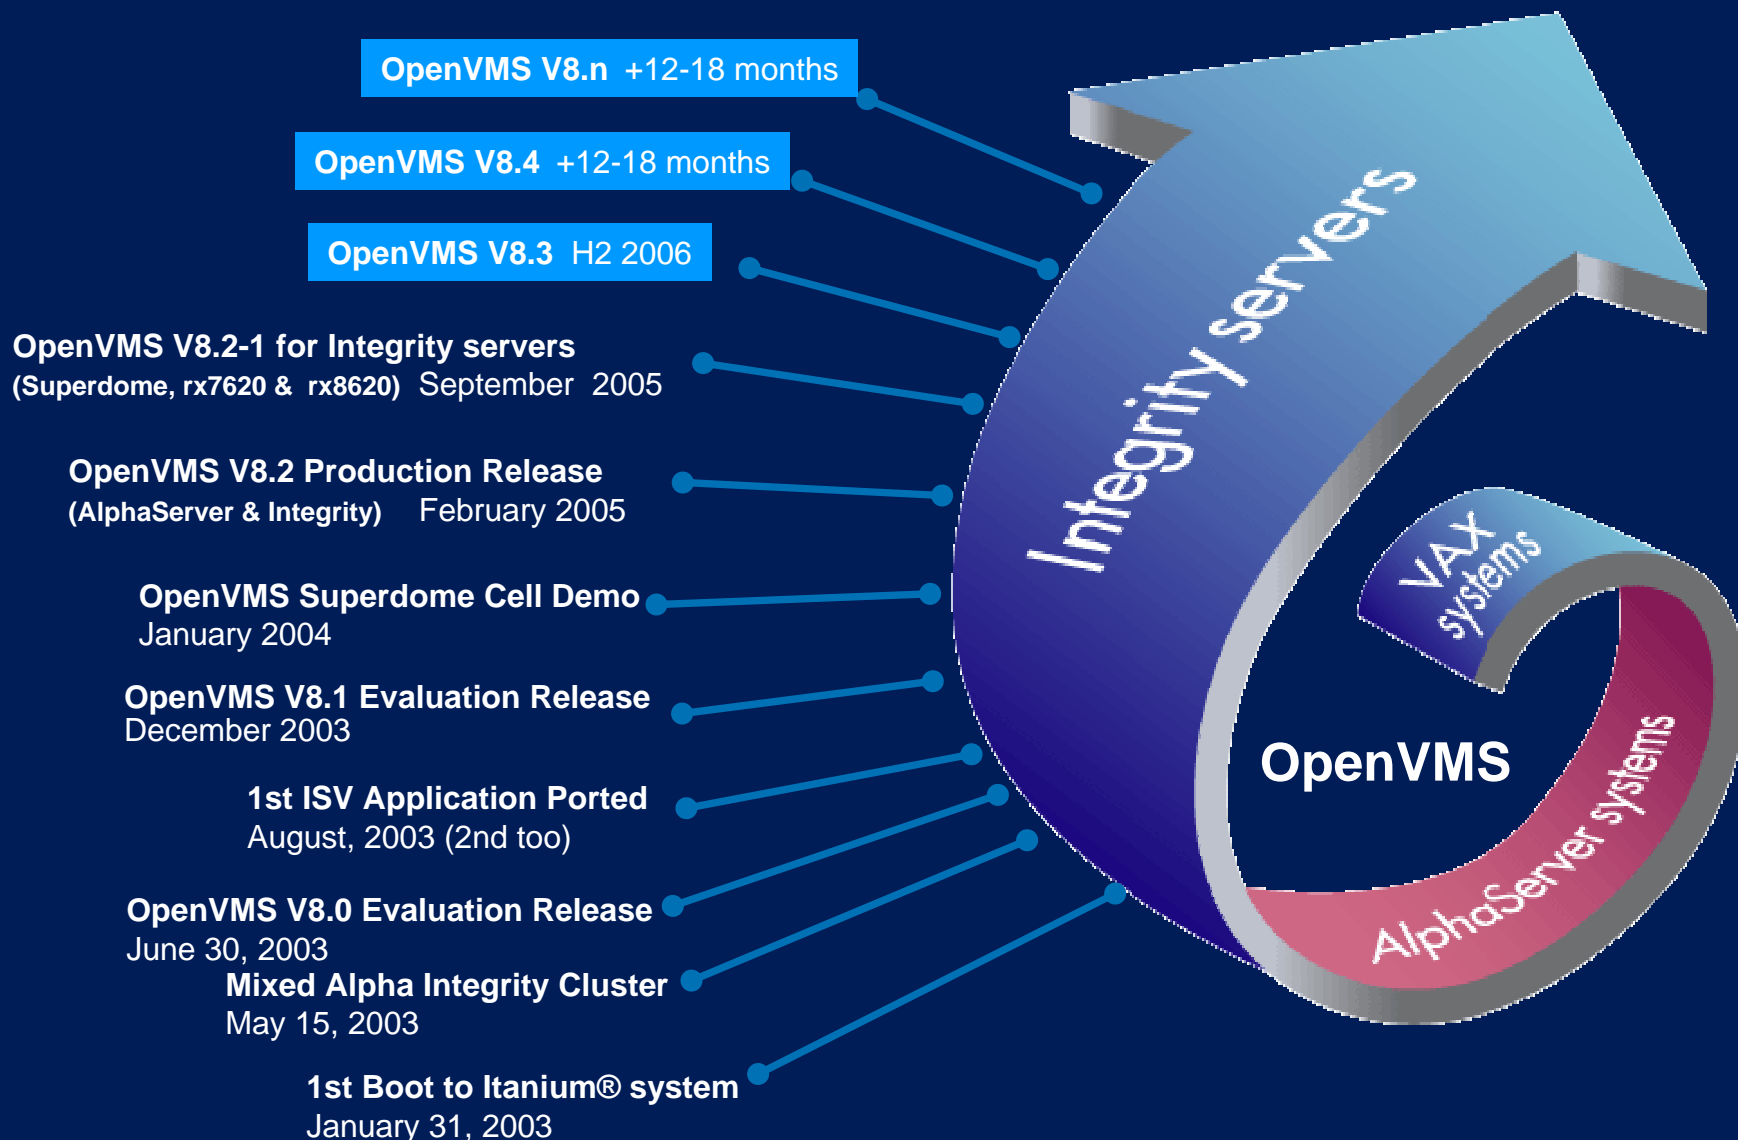 OpenVMS V8.n +12-18 months
OpenVMS V8.4 +12-18 months
OpenVMS V8.3 H2 2006
OpenVMS V8.2-1 for Integrity servers
(Superdome, rx7620 & rx8620) September 2005
OpenVMS V8.2 Production Release
(AlphaServer & Integrity) February 2005
OpenVMS Superdome Cell Demo
January 2004
OpenVMS V8.1 Evaluation Release
December 2003
1st ISV Application Ported
August, 2003 (2nd too)
OpenVMS V8.0 Evaluation Release
June 30, 2003
Mixed Alpha Integrity Cluster
May 15, 2003
1st Boot to Itanium® system
January 31, 2003
Integrity servers
VAX
systems
OpenVMS
AlphaServer systems